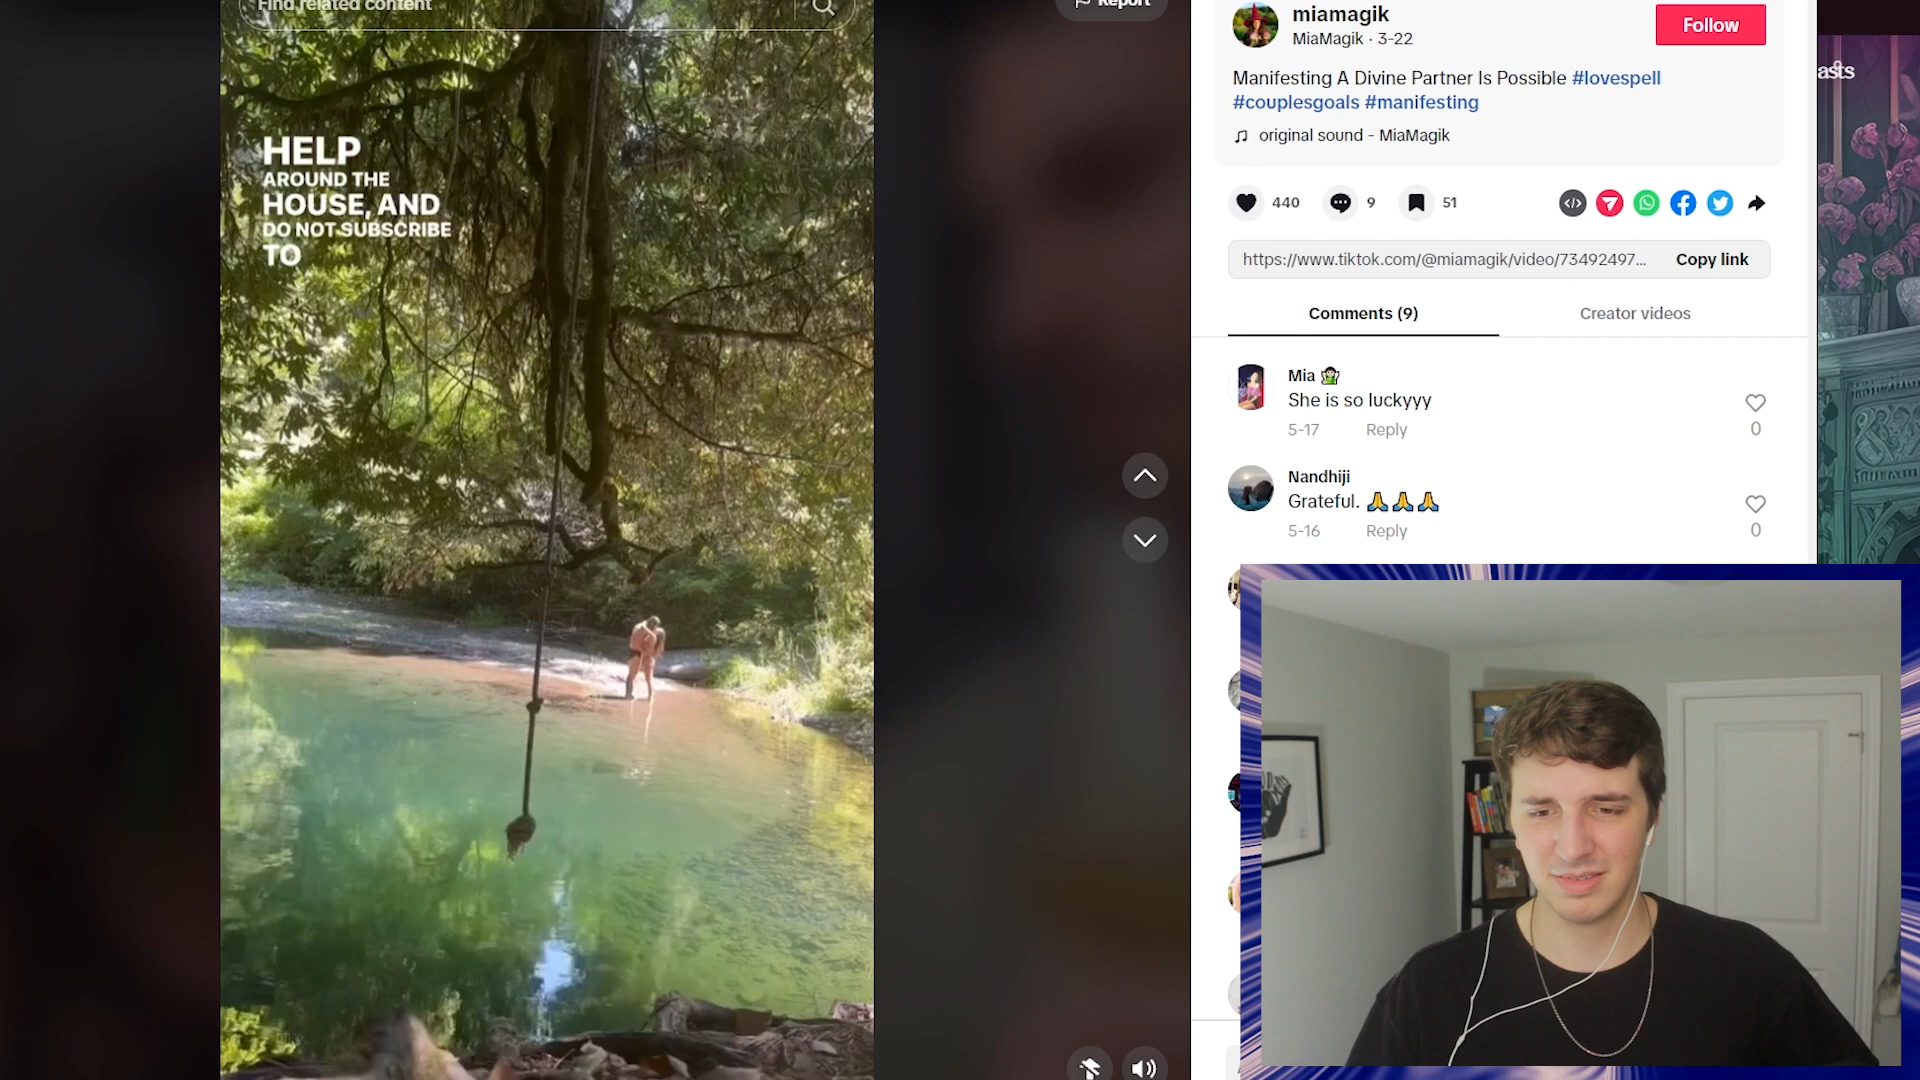 Find related content
Report
HELP
AROUND THE
HOUSE, AND
DO NOT SUBSCRIBE
TO
miamagik
MiaMagik · 3-22
Follow
Manifesting A Divine Partner Is Possible #lovespell
#couplesgoals #manifesting
original sound - MiaMagik
440
9
51
https://www.tiktok.com/@miamagik/video/73492497...
Copy link
Comments (9)
Creator videos
Mia
She is so luckyyy
5-17
Reply
0
Nandhiji
Grateful. 🙏🙏🙏
5-16
Reply
0